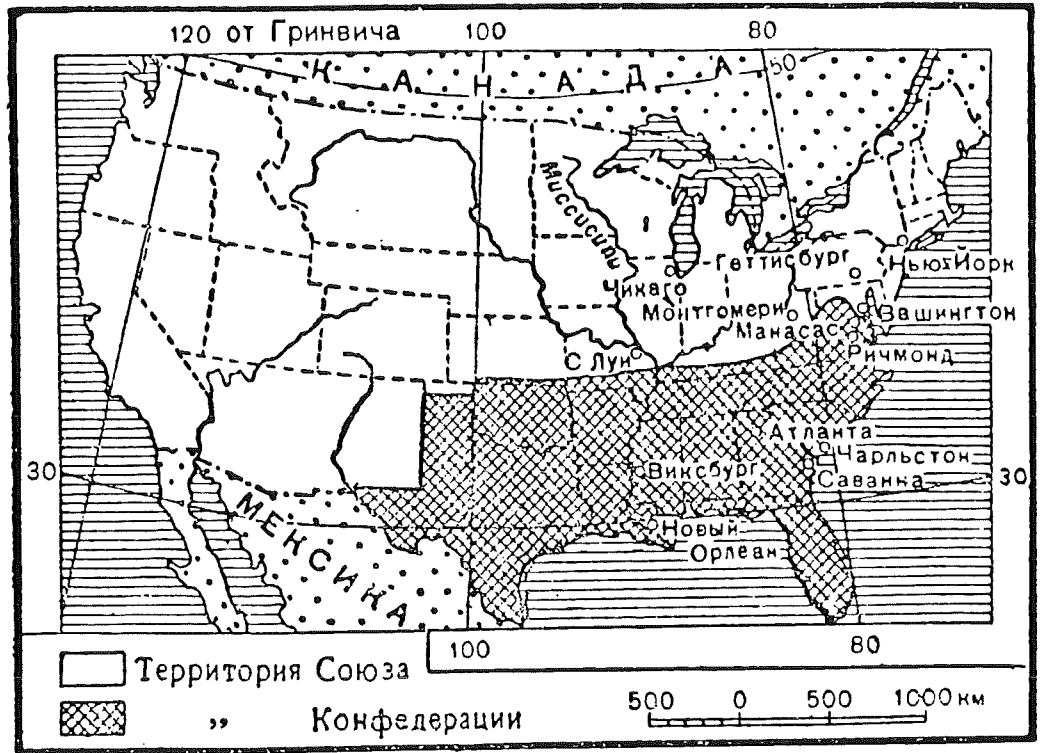 120 от Гринвича 100 80
КАНАДА 50
Миссисипи
Геттисбург Нью-Йорк
Чикаго
Монтгомери Вашингтон
Манасас
С Луи Ричмонд
Атланта
Виксбург Чарльстон
30 Саванна 30
МЕКСИКА
Новый
Орлеан
100 80
Территория Союза
„ Конфедерации
500 0 500 1000 км